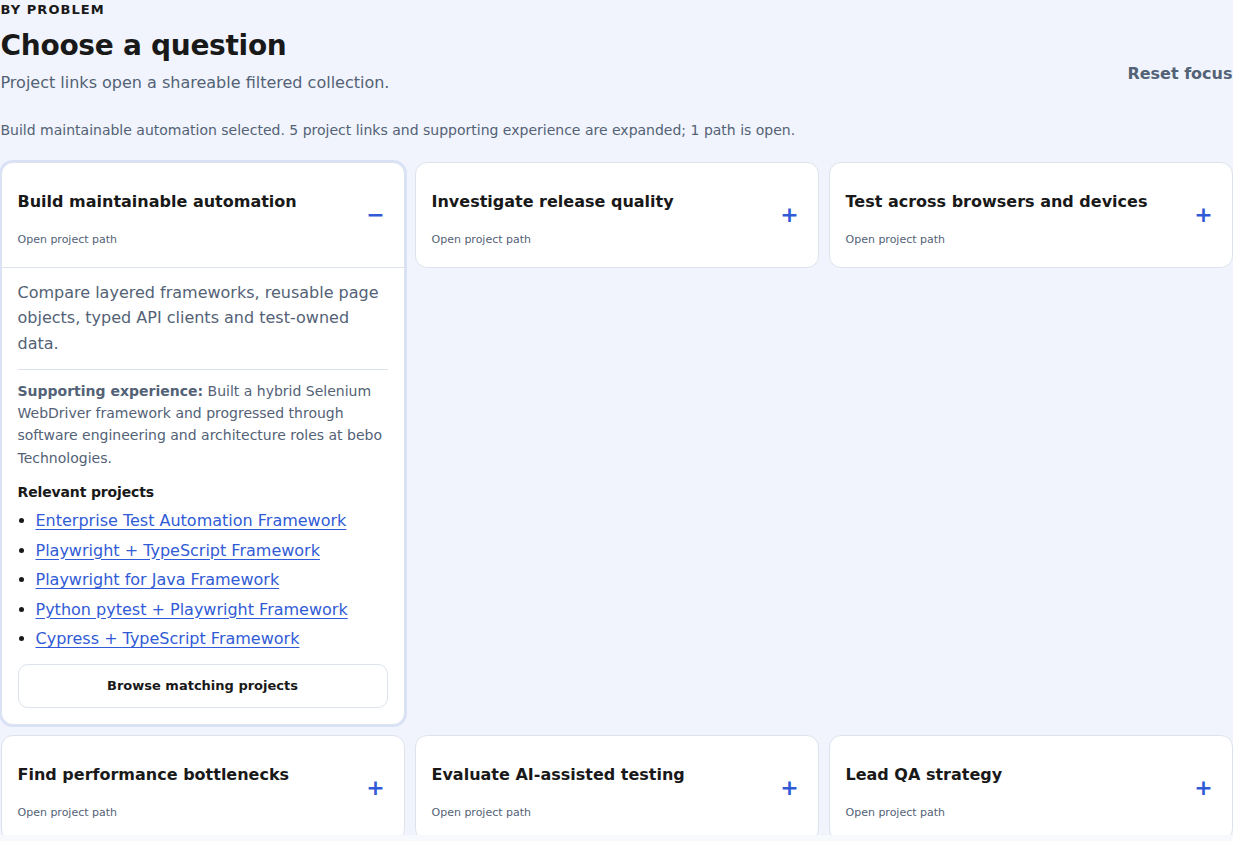 BY PROBLEM
Choose a question
Project links open a shareable filtered collection.
Reset focus
Build maintainable automation selected. 5 project links and supporting experience are expanded; 1 path is open.
Build maintainable automation
−
Open project path
Investigate release quality
+
Open project path
Test across browsers and devices
+
Open project path
Compare layered frameworks, reusable page
objects, typed API clients and test-owned
data.
Supporting experience: Built a hybrid Selenium
WebDriver framework and progressed through
software engineering and architecture roles at bebo
Technologies.
Relevant projects
• Enterprise Test Automation Framework
• Playwright + TypeScript Framework
• Playwright for Java Framework
• Python pytest + Playwright Framework
• Cypress + TypeScript Framework
Browse matching projects
Find performance bottlenecks
+
Open project path
Evaluate AI-assisted testing
+
Open project path
Lead QA strategy
+
Open project path